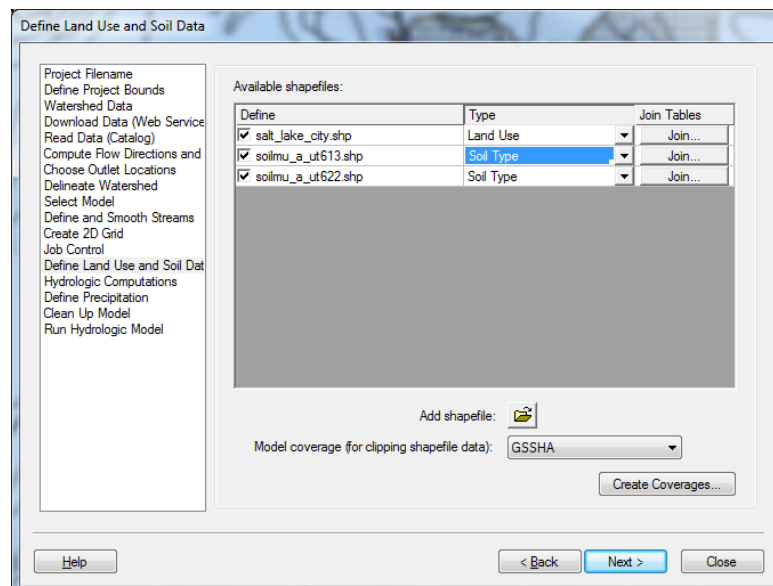 Define Land Use and Soil Data
Project Filename
Define Project Bounds
Watershed Data
Download Data (Web Service
Read Data (Catalog)
Compute Flow Directions and
Choose Outlet Locations
Delineate Watershed
Select Model
Define and Smooth Streams
Create 2D Grid
Job Control
Define Land Use and Soil Dat
Hydrologic Computations
Define Precipitation
Clean Up Model
Run Hydrologic Model
Available shapefiles:
Define Type Join Tables
salt_lake_city.shp Land Use Join...
soilmu_a_ut613.shp Soil Type Join...
soilmu_a_ut622.shp Soil Type Join...
Add shapefile:
Model coverage (for clipping shapefile data): GSSHA
Create Coverages...
Help < Back Next > Close